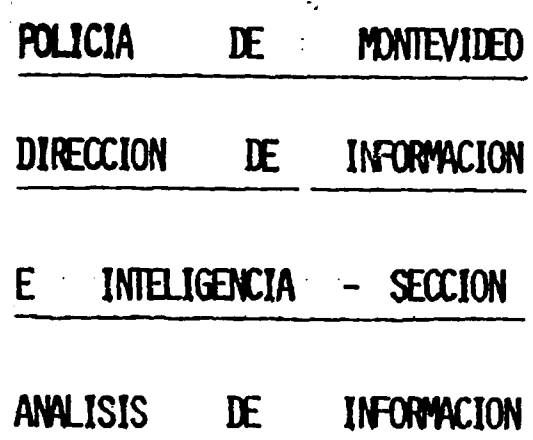 POLICIA DE MONTEVIDEO
DIRECCION DE INFORMACION
E INTELIGENCIA - SECCION
ANALISIS DE INFORMACION